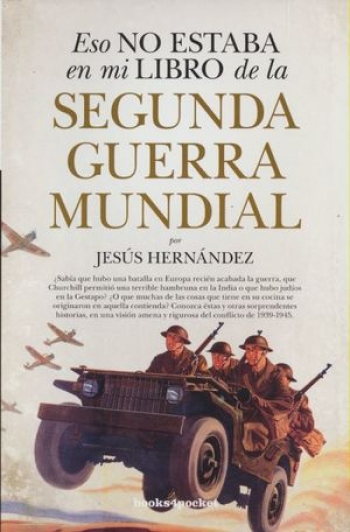 Eso NO ESTABA
en mi LIBRO de la
SEGUNDA
GUERRA
MUNDIAL
por
JESÚS HERNÁNDEZ
¿Sabía que hubo una batalla en Europa recién acabada la guerra, que
Churchill permitió una terrible hambruna en la India o que hubo judíos
en la Gestapo? ¿O que muchas de las cosas que tiene en su cocina se
originaron en aquella contienda? Conozca éstas y otras sorprendentes
historias, en una visión amena y rigurosa del conflicto de 1939-1945.
books4pocket